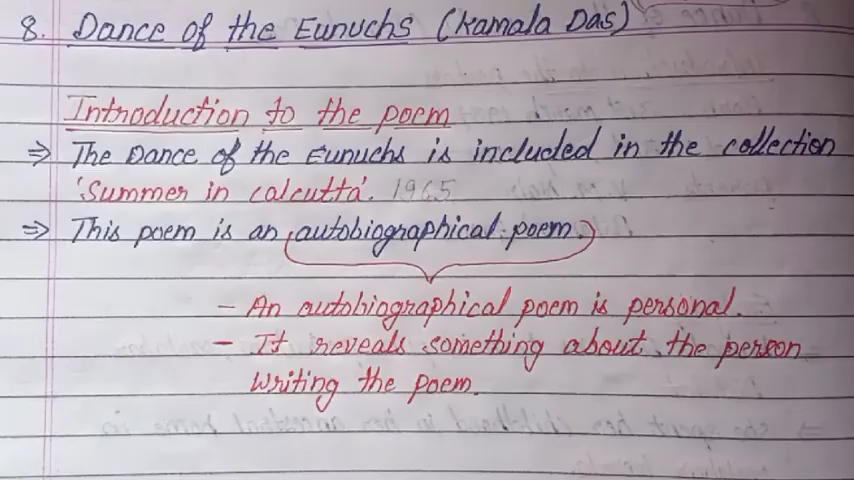 8. Dance of the Eunuchs (Kamala Das)
Introduction to the poem
⇒ The Dance of the Eunuchs is included in the collection
'Summer in Calcutta'. 1965
⇒ This poem is an autobiographical poem.
- An autobiographical poem is personal.
- It reveals something about the person
writing the poem.